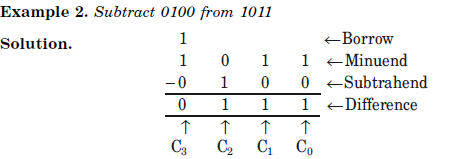 Example 2. Subtract 0100 from 1011
Solution. 1 ←Borrow
1 0 1 1 ←Minuend
−0 1 0 0 ←Subtrahend
0 1 1 1 ←Difference
↑ ↑ ↑ ↑
C₃ C₂ C₁ C₀